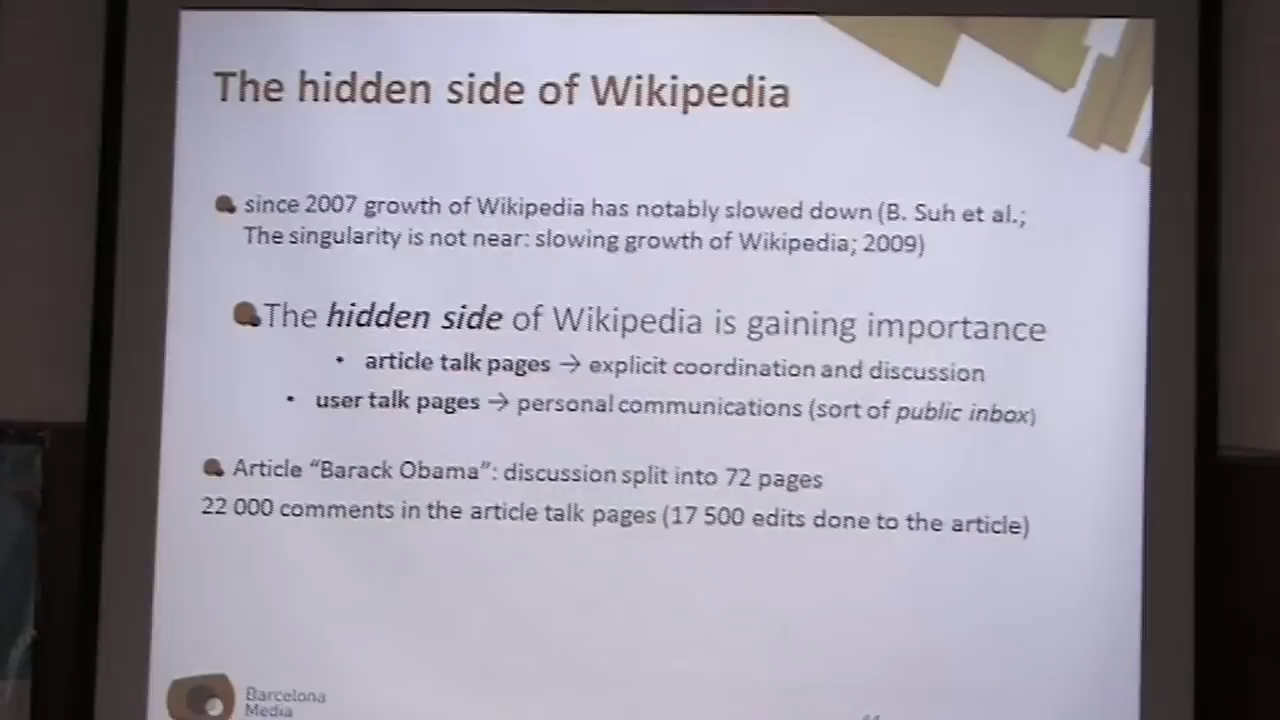 The hidden side of Wikipedia
since 2007 growth of Wikipedia has notably slowed down (B. Suh et al.;
The singularity is not near: slowing growth of Wikipedia; 2009)
The hidden side of Wikipedia is gaining importance
• article talk pages → explicit coordination and discussion
• user talk pages → personal communications (sort of public inbox)
Article “Barack Obama”: discussion split into 72 pages
22 000 comments in the article talk pages (17 500 edits done to the article)
Barcelona
Media